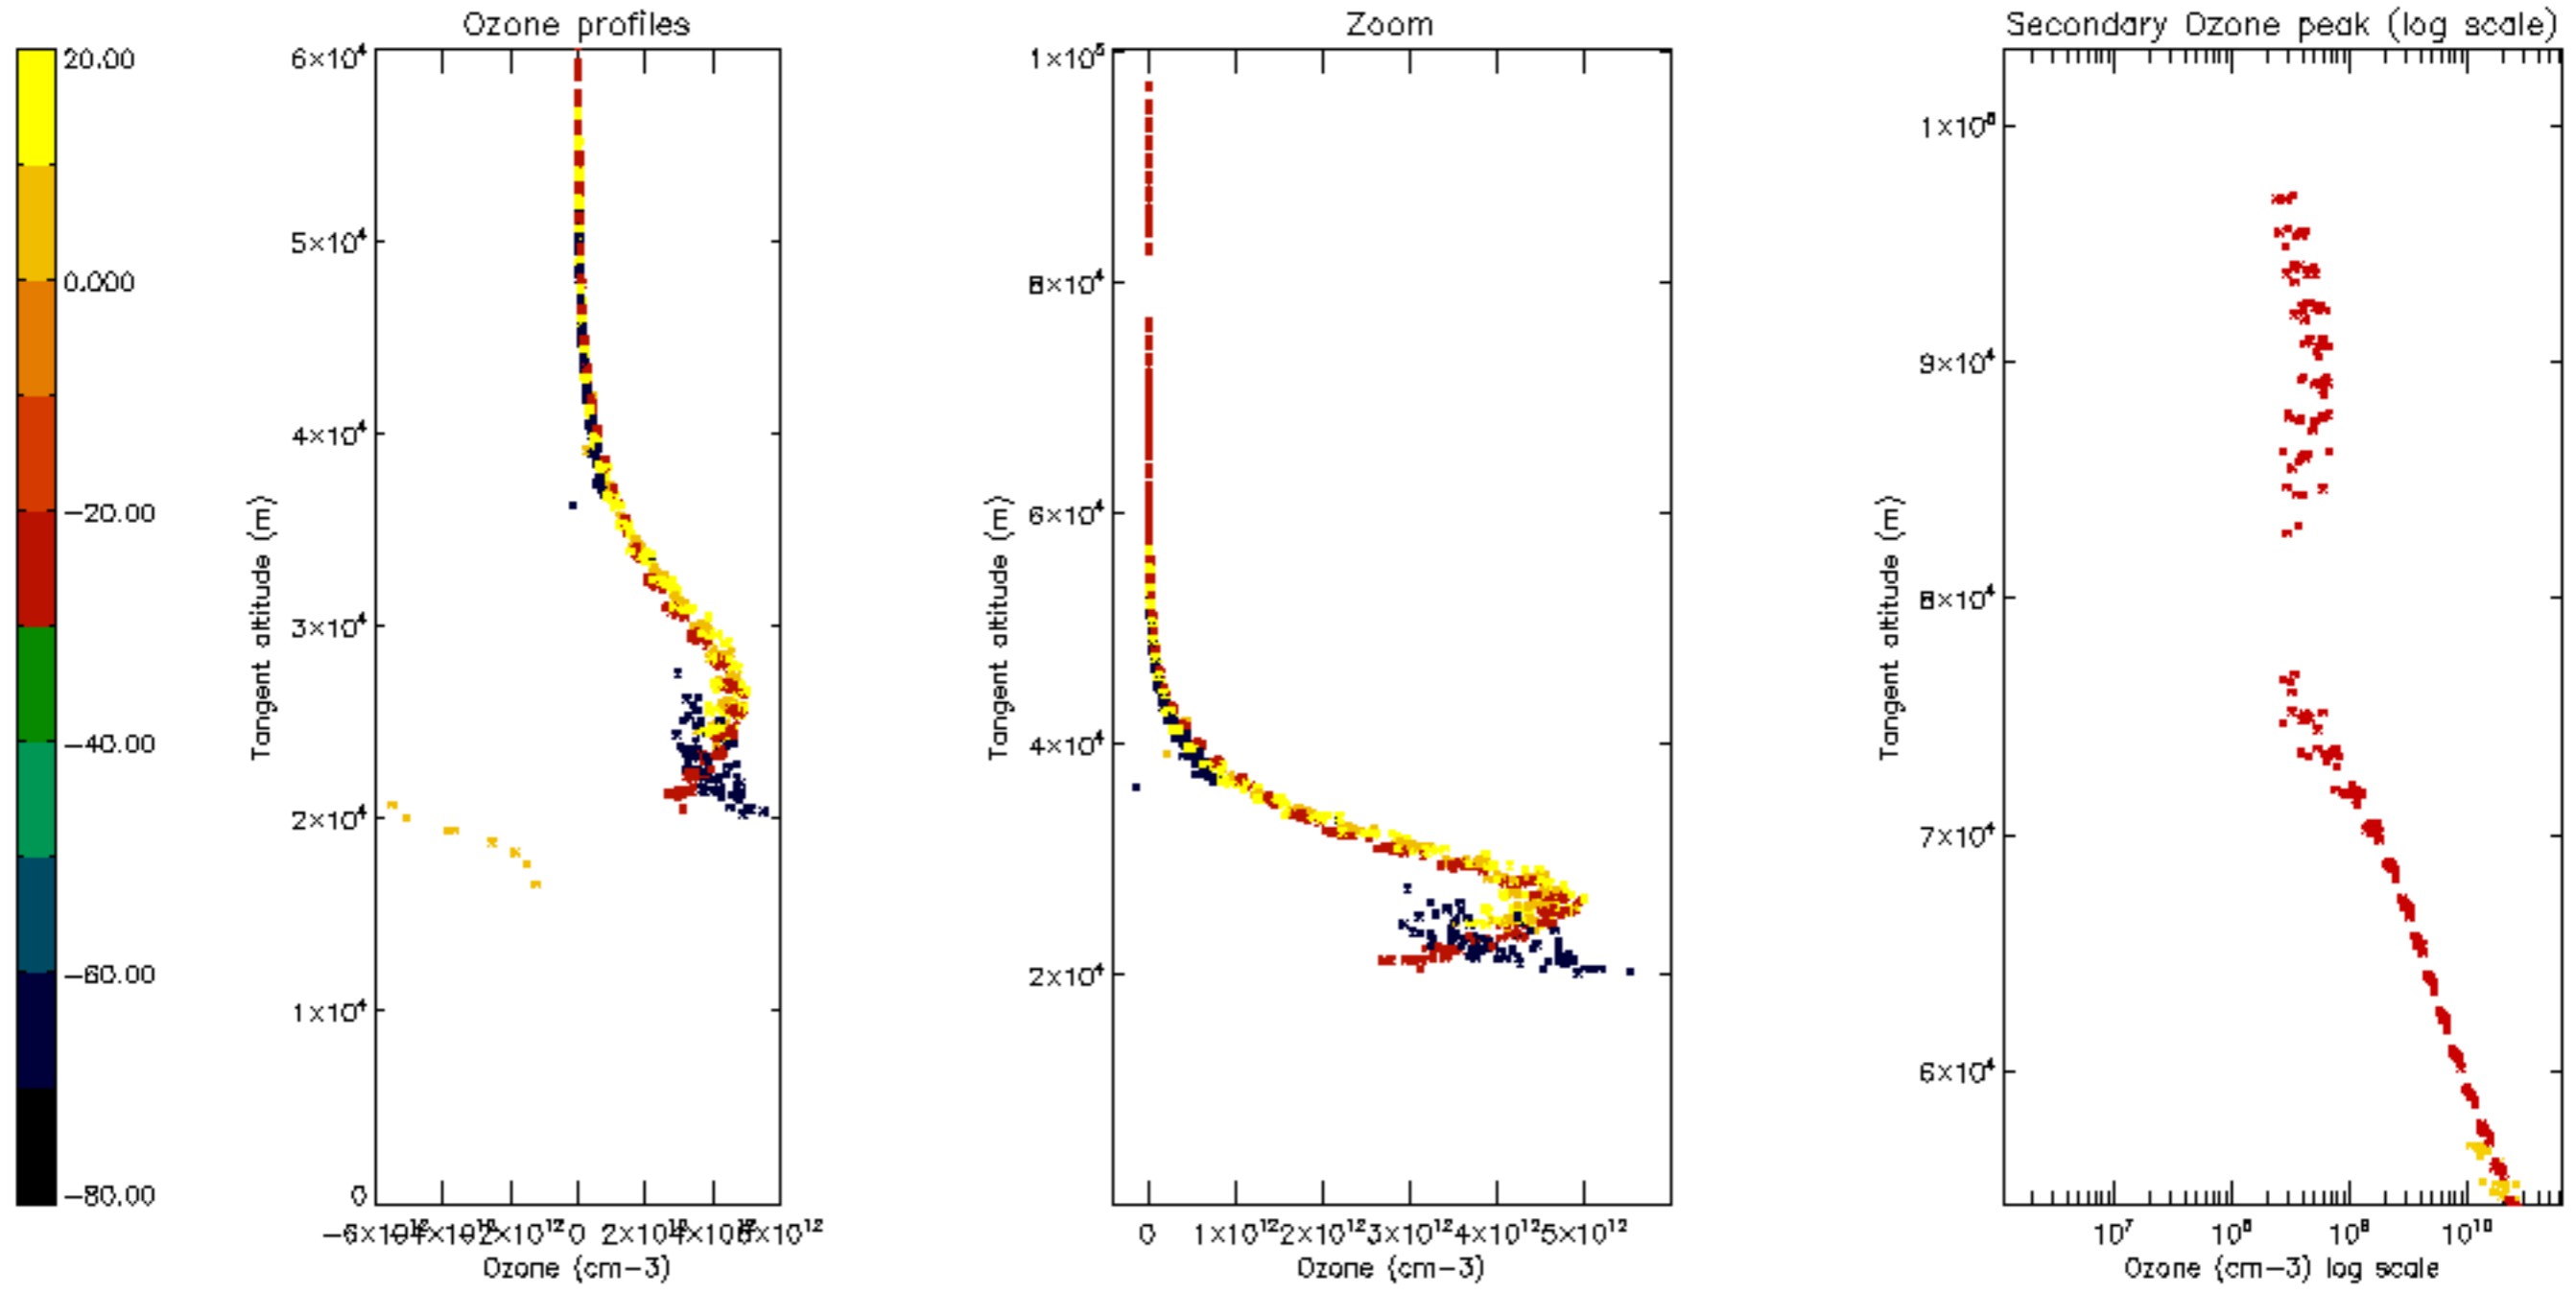 Ozone profiles
Zoom
Secondary Ozone peak (log scale)
20.00
0.000
−20.00
−40.00
−60.00
−80.00
6×10⁴
5×10⁴
4×10⁴
3×10⁴
2×10⁴
1×10⁴
0
Tangent altitude (m)
0
Ozone (cm−3)
1×10⁵
8×10⁴
6×10⁴
4×10⁴
2×10⁴
Tangent altitude (m)
0 1×10¹² 2×10¹² 3×10¹² 4×10¹² 5×10¹²
Ozone (cm−3)
1×10⁵
9×10⁴
8×10⁴
7×10⁴
6×10⁴
Tangent altitude (m)
10⁷ 10⁸ 10⁹ 10¹⁰
Ozone (cm−3) log scale